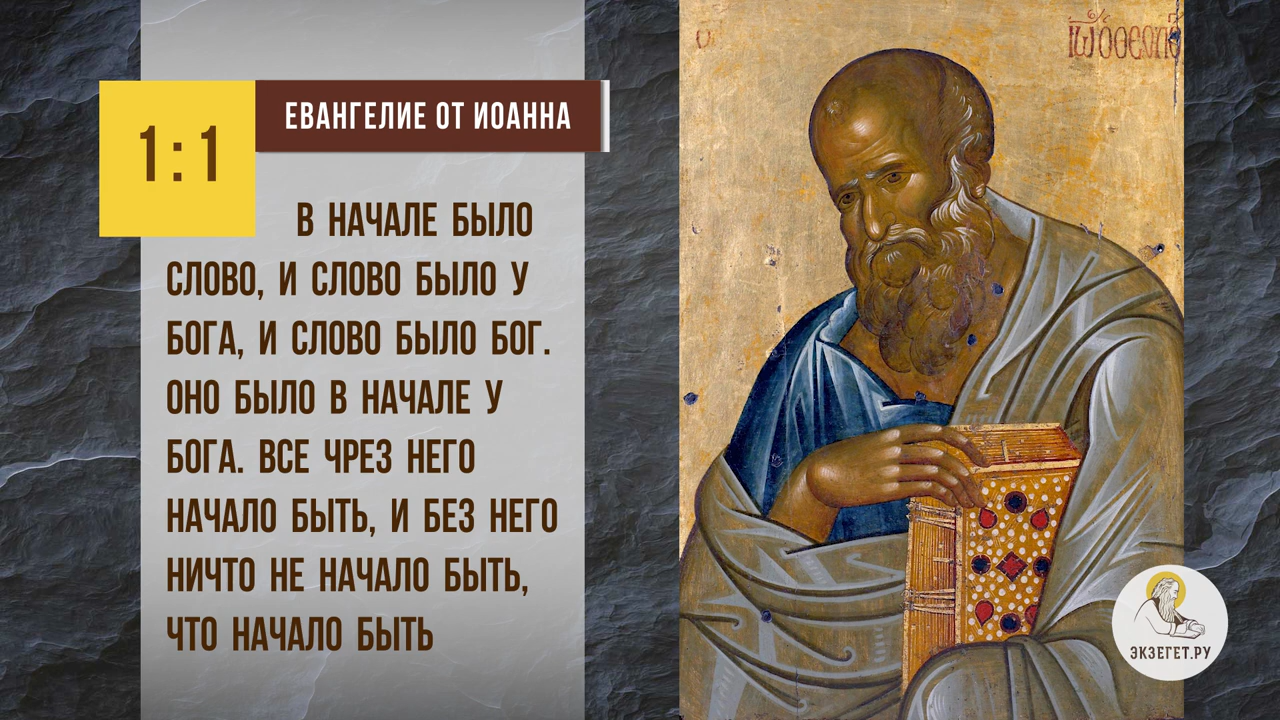 1:1
ЕВАНГЕЛИЕ ОТ ИОАННА
В НАЧАЛЕ БЫЛО
СЛОВО, И СЛОВО БЫЛО У
БОГА, И СЛОВО БЫЛО БОГ.
ОНО БЫЛО В НАЧАЛЕ У
БОГА. ВСЕ ЧРЕЗ НЕГО
НАЧАЛО БЫТЬ, И БЕЗ НЕГО
НИЧТО НЕ НАЧАЛО БЫТЬ,
ЧТО НАЧАЛО БЫТЬ
ЭКЗЕГЕТ.РУ